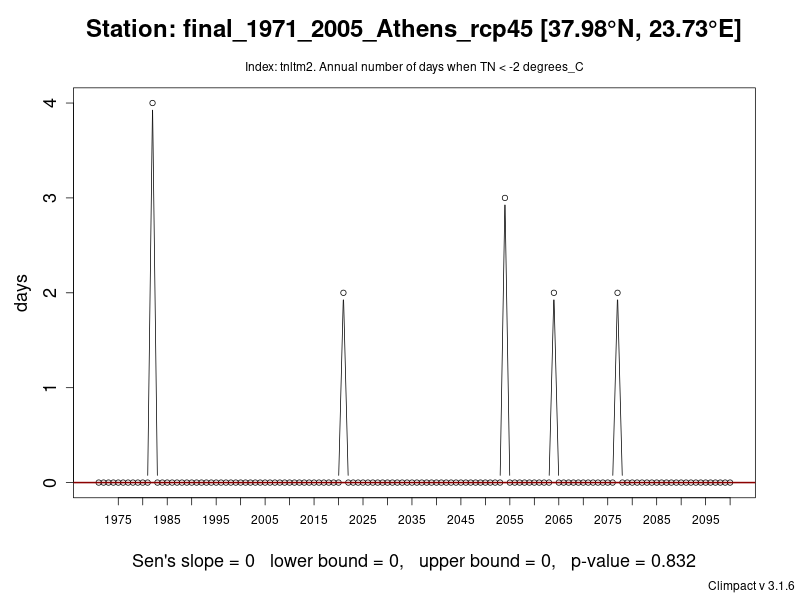 Station: final_1971_2005_Athens_rcp45 [37.98°N, 23.73°E]
Index: tnltm2. Annual number of days when TN < -2 degrees_C
4
3
2
1
0
days
1975 1985 1995 2005 2015 2025 2035 2045 2055 2065 2075 2085 2095
Sen's slope = 0 lower bound = 0, upper bound = 0, p-value = 0.832
Climpact v 3.1.6